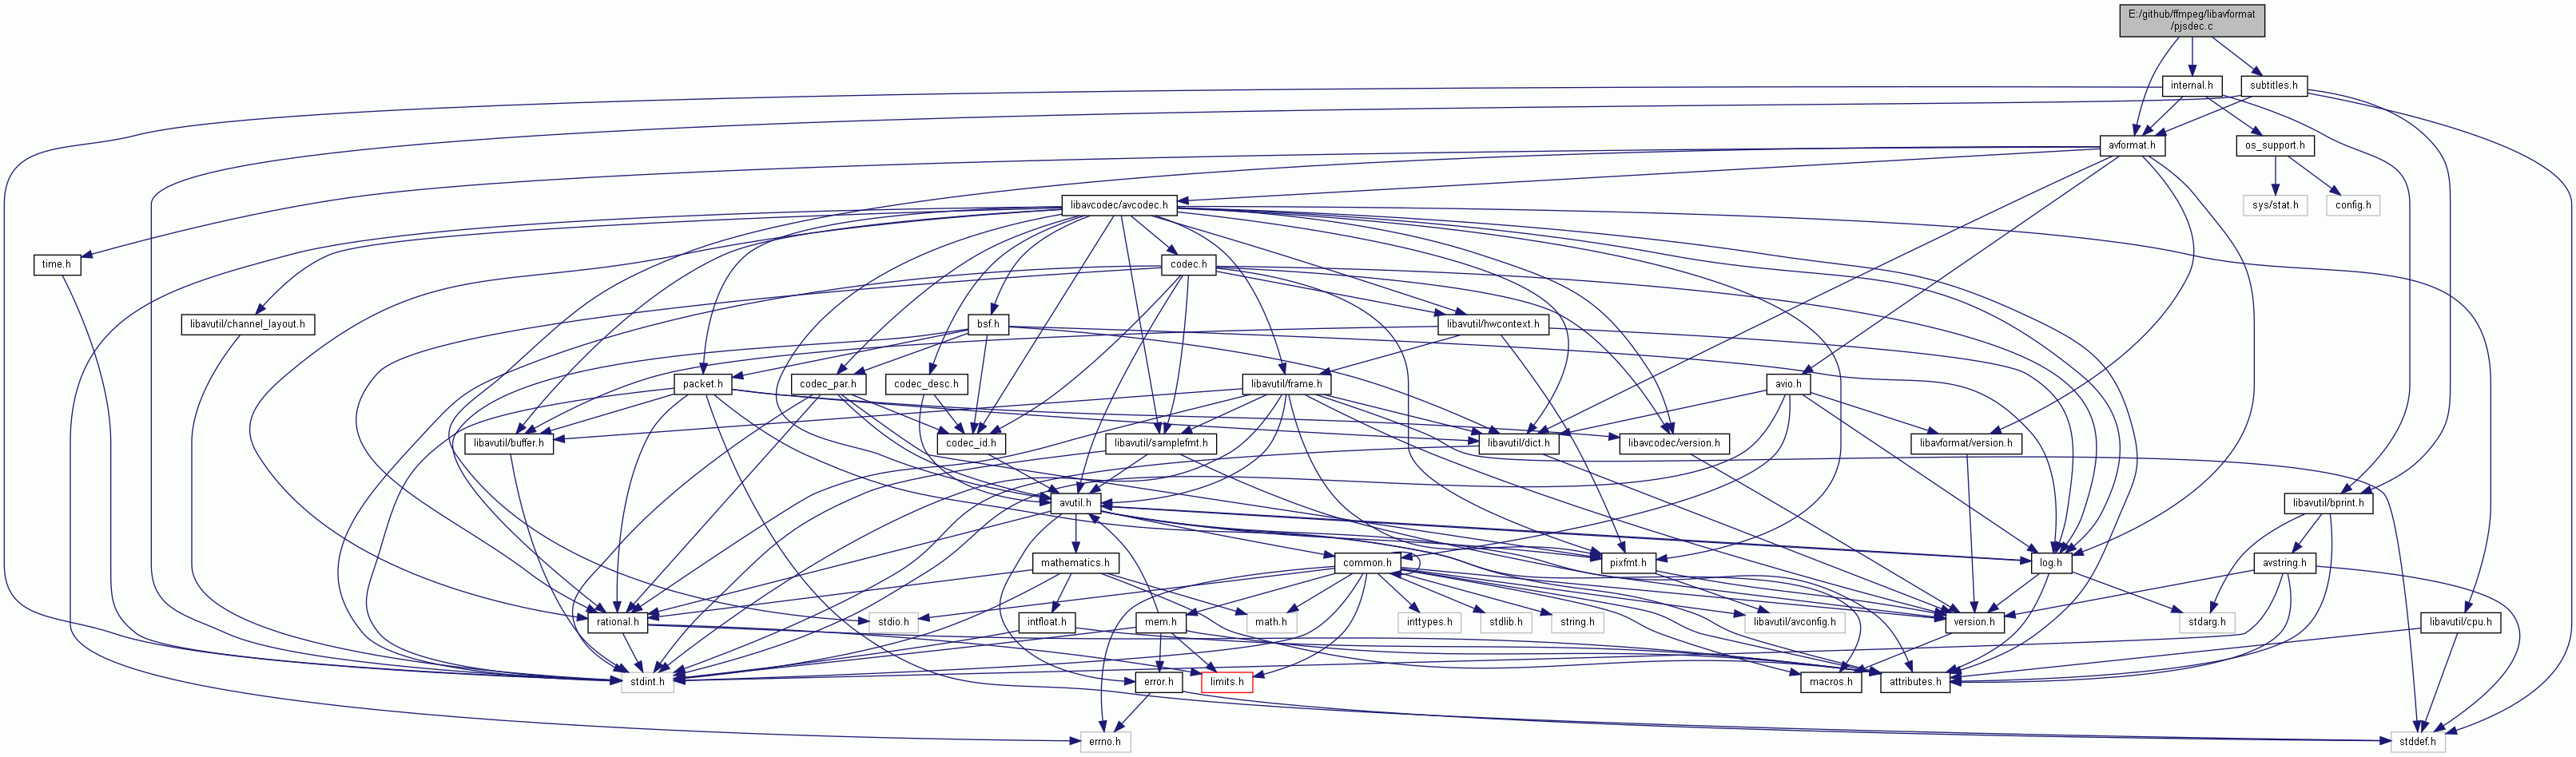 E:/github/ffmpeg/libavformat
/pjsdec.c
internal.h
subtitles.h
avformat.h
os_support.h
libavcodec/avcodec.h
sys/stat.h
config.h
time.h
codec.h
libavutil/channel_layout.h
bsf.h
libavutil/hwcontext.h
packet.h
codec_par.h
codec_desc.h
libavutil/frame.h
avio.h
libavutil/buffer.h
codec_id.h
libavutil/samplefmt.h
libavutil/dict.h
libavcodec/version.h
libavformat/version.h
avutil.h
libavutil/bprint.h
mathematics.h
common.h
pixfmt.h
log.h
avstring.h
rational.h
stdio.h
intfloat.h
mem.h
math.h
inttypes.h
stdlib.h
string.h
libavutil/avconfig.h
version.h
stdarg.h
libavutil/cpu.h
stdint.h
error.h
limits.h
macros.h
attributes.h
errno.h
stddef.h